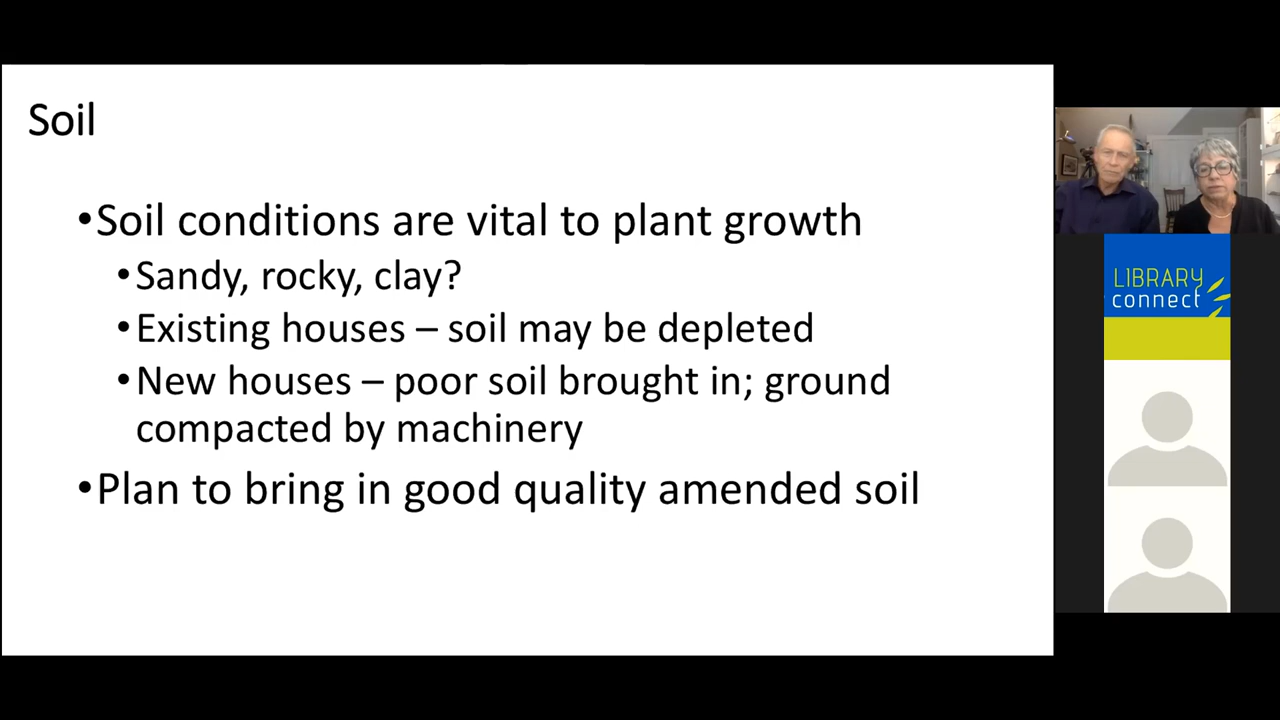 Soil
•Soil conditions are vital to plant growth
•Sandy, rocky, clay?
•Existing houses – soil may be depleted
•New houses – poor soil brought in; ground
compacted by machinery
•Plan to bring in good quality amended soil
LIBRARY
connect